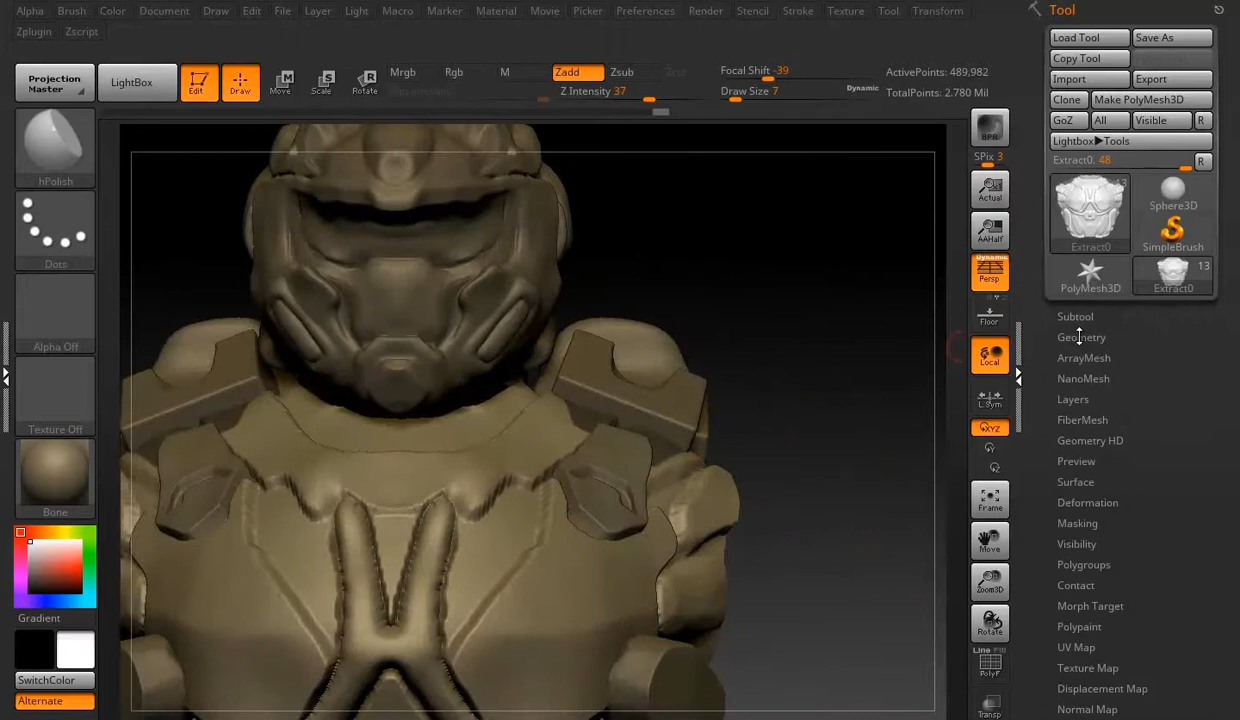 Alpha Brush Color Document Draw Edit File Layer Light Macro Marker Material Movie Picker Preferences Render Stencil Stroke Texture Tool Transform
Zplugin Zscript
Projection Master
LightBox
Edit
Draw
Move
Scale
Rotate
Mrgb Rgb M
Zadd Zsub
Z Intensity 37
Focal Shift -39
Draw Size 7
Dynamic
ActivePoints: 489,982
TotalPoints: 2.780 Mil
hPolish
Dots
Alpha Off
Texture Off
Bone
Gradient
SwitchColor
Alternate
BPR
SPix 3
Actual
AAHalf
Dynamic
Persp
Floor
Local
L.Sym
XYZ
Frame
Move
Zoom3D
Rotate
Line Fill
PolyF
Transp
Tool
Load Tool Save As
Copy Tool
Import Export
Clone Make PolyMesh3D
GoZ All Visible R
Lightbox▶Tools
Extract0. 48 R
13
Extract0
Sphere3D
SimpleBrush
PolyMesh3D
13
Extract0
Subtool
Geometry
ArrayMesh
NanoMesh
Layers
FiberMesh
Geometry HD
Preview
Surface
Deformation
Masking
Visibility
Polygroups
Contact
Morph Target
Polypaint
UV Map
Texture Map
Displacement Map
Normal Map